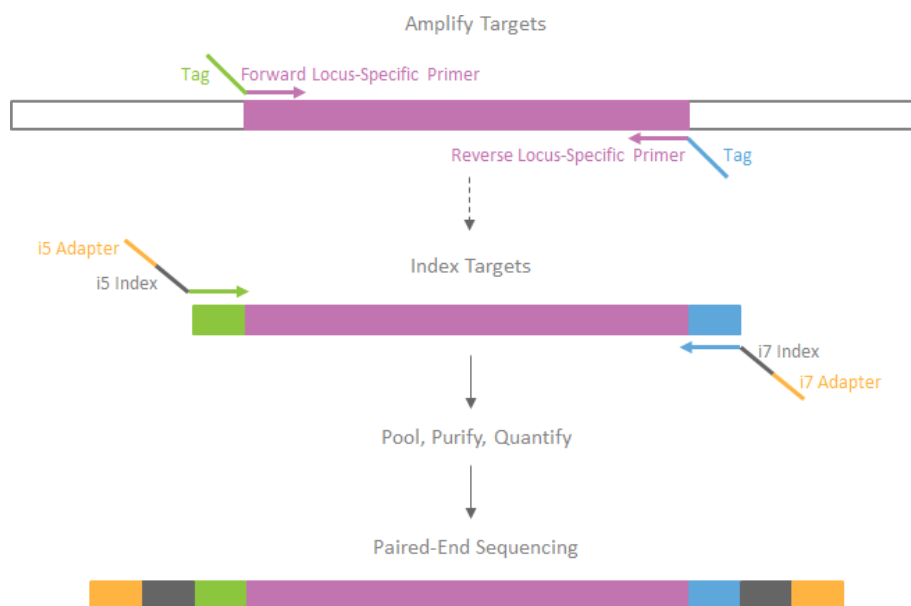 Amplify Targets
Tag
Forward Locus-Specific Primer
Reverse Locus-Specific Primer
Tag
i5 Adapter
i5 Index
Index Targets
i7 Index
i7 Adapter
Pool, Purify, Quantify
Paired-End Sequencing